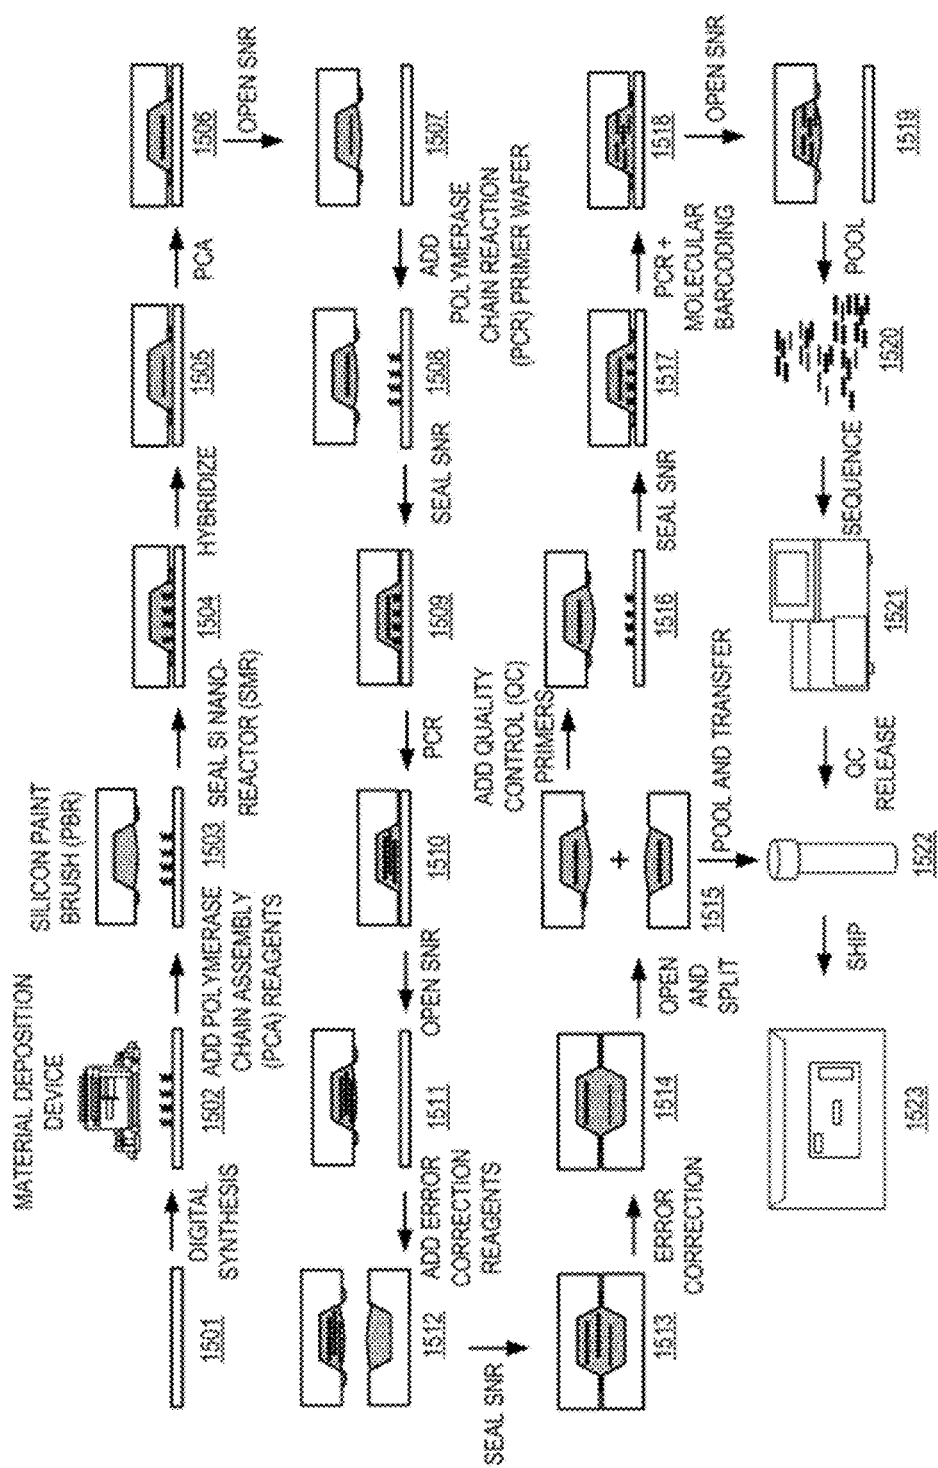 MATERIAL DEPOSITION
DEVICE
SILICON PAINT
BRUSH (PBR)
1501
DIGITAL
SYNTHESIS
1502
ADD POLYMERASE
CHAIN ASSEMBLY
(PCA) REAGENTS
1503
SEAL SI NANO-
REACTOR (SMR)
1504
HYBRIDIZE
1505
PCA
1506
OPEN SNR
1507
ADD
POLYMERASE
CHAIN REACTION
(PCR) PRIMER WAFER
1508
SEAL SNR
1509
PCR
1510
OPEN SNR
1511
ADD ERROR
CORRECTION
REAGENTS
1512
SEAL SNR
1513
ERROR
CORRECTION
1514
OPEN
AND
SPLIT
+
1515
ADD QUALITY
CONTROL (QC)
PRIMERS
1516
SEAL SNR
1517
PCR +
MOLECULAR
BARCODING
1518
OPEN SNR
1519
POOL
1520
SEQUENCE
1521
QC
RELEASE
POOL AND TRANSFER
1522
SHIP
1523